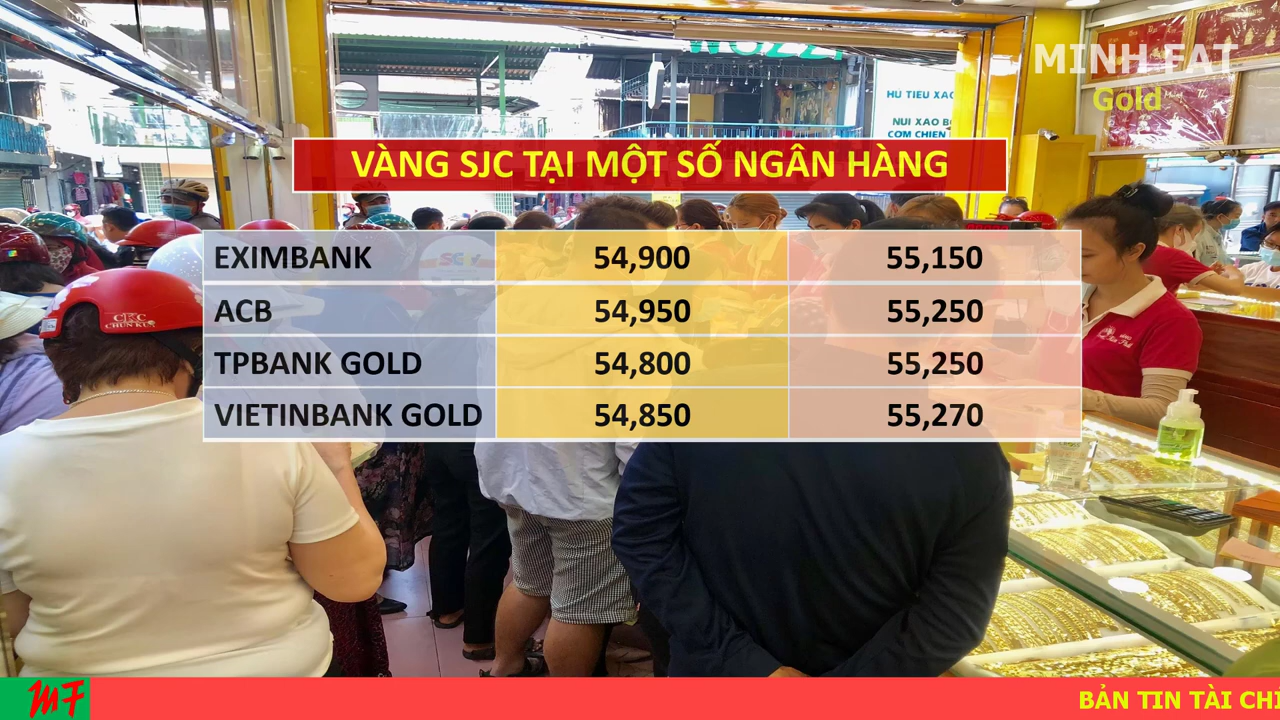 MINH FAT
Gold
HU TIEU XAO
NUI XAO BO
COM CHIEN
VÀNG SJC TẠI MỘT SỐ NGÂN HÀNG
EXIMBANK 54,900 55,150
ACB 54,950 55,250
TPBANK GOLD 54,800 55,250
VIETINBANK GOLD 54,850 55,270
CKC
MF
BẢN TIN TÀI CHÍ